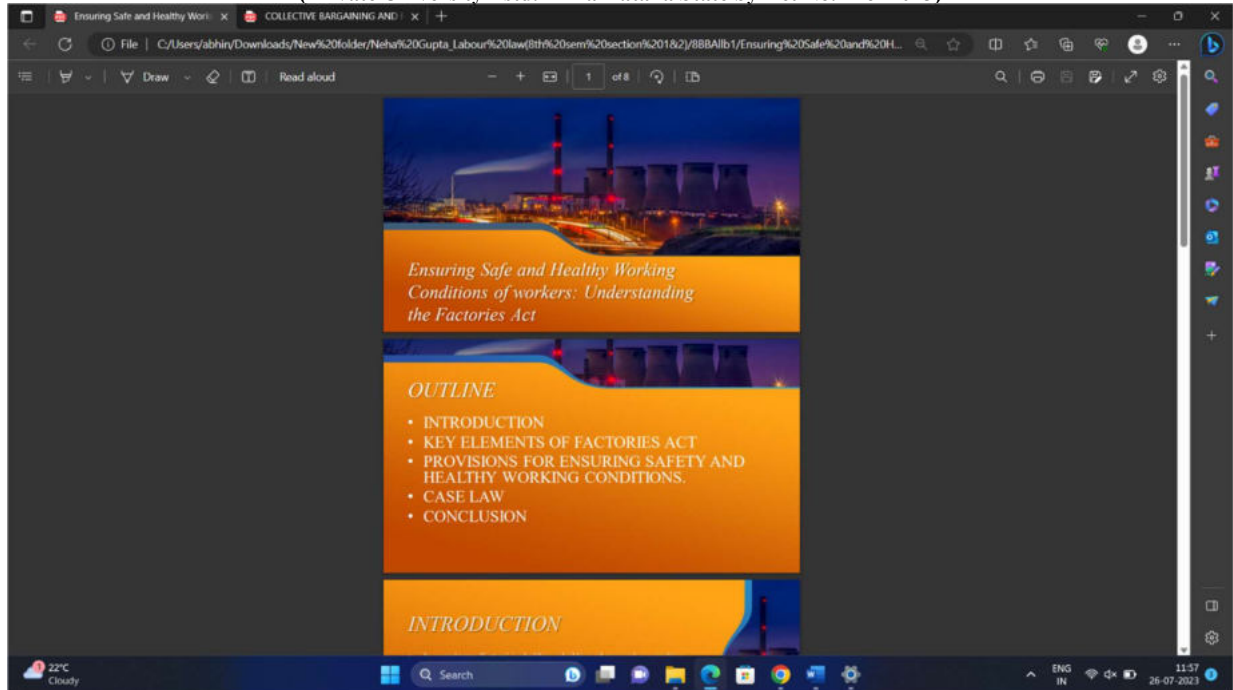 Ensuring Safe and Healthy Worki
COLLECTIVE BARGAINING AND
File | C:/Users/abhin/Downloads/New%20folder/Neha%20Gupta_Labour%20law(8th%20sem%20section%201&2)/8BBAllb1/Ensuring%20Safe%20and%20H...
Draw
Read aloud
1 of 8
Ensuring Safe and Healthy Working
Conditions of workers: Understanding
the Factories Act
OUTLINE
• INTRODUCTION
• KEY ELEMENTS OF FACTORIES ACT
• PROVISIONS FOR ENSURING SAFETY AND
HEALTHY WORKING CONDITIONS.
• CASE LAW
• CONCLUSION
INTRODUCTION
22°C
Cloudy
Search
ENG
IN
11:57
26-07-2023